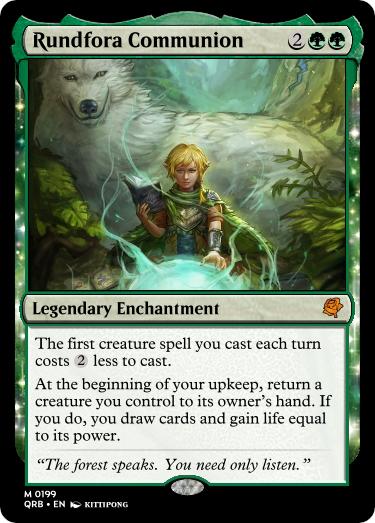 Rundfora Communion 2
Legendary Enchantment
The first creature spell you cast each turn
costs 2 less to cast.
At the beginning of your upkeep, return a
creature you control to its owner's hand. If
you do, you draw cards and gain life equal
to its power.
“The forest speaks. You need only listen.”
M 0199
QRB • EN KITTIPONG